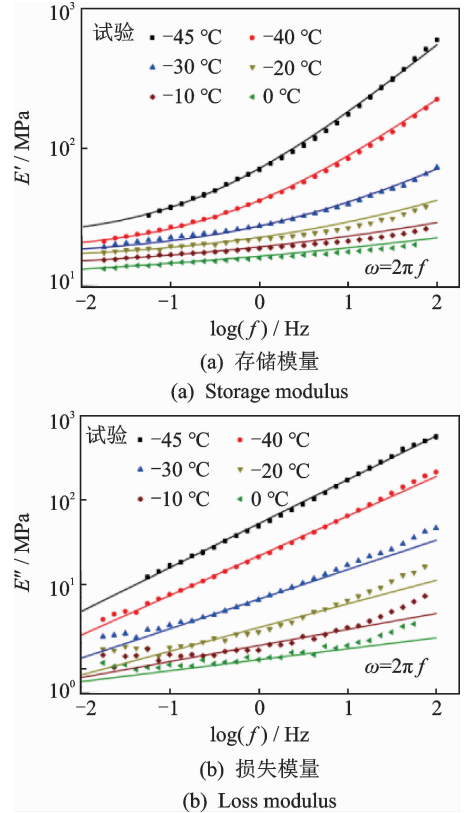 10³
试验
−45 ℃
−40 ℃
−30 ℃
−20 ℃
−10 ℃
0 ℃
E′ / MPa
10²
10¹
ω=2πf
−2
−1
0
1
2
log(f) / Hz
(a) 存储模量
(a) Storage modulus
10³
试验
−45 ℃
−40 ℃
−30 ℃
−20 ℃
−10 ℃
0 ℃
E″ / MPa
10²
10¹
10⁰
ω=2πf
−2
−1
0
1
2
log(f) / Hz
(b) 损失模量
(b) Loss modulus